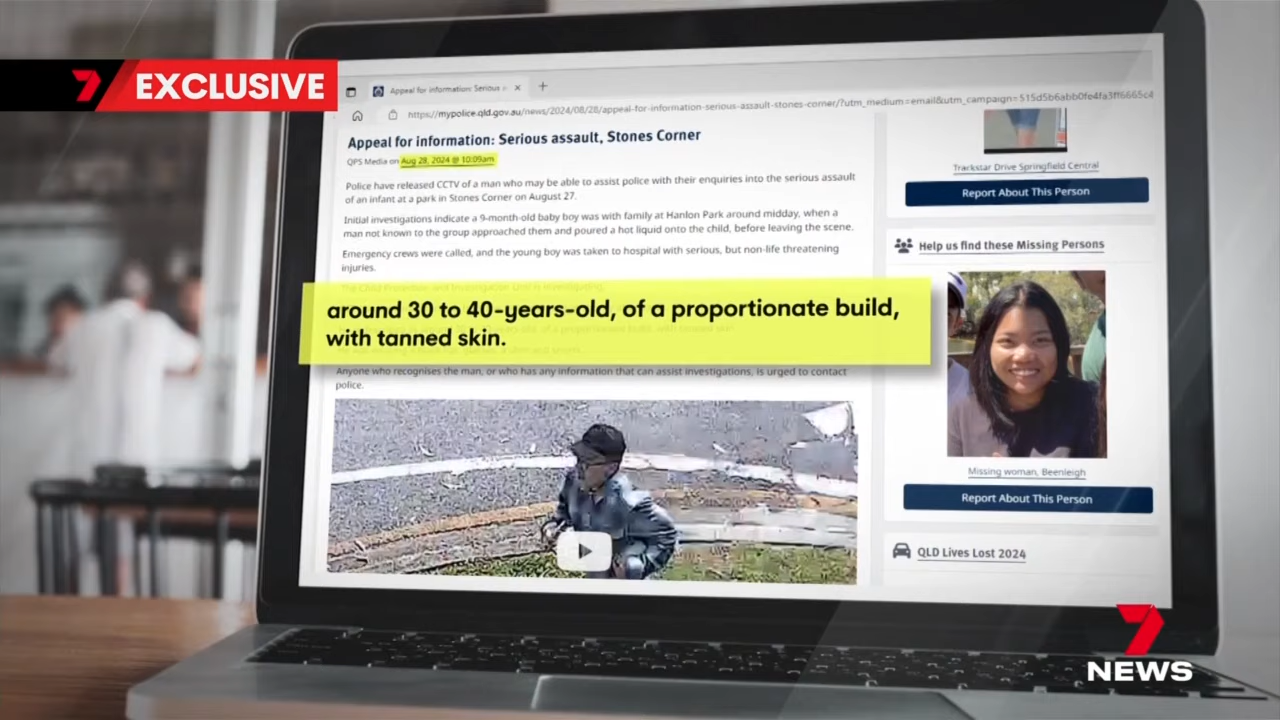 7 EXCLUSIVE
Appeal for information: Serious
https://mypolice.qld.gov.au/news/2024/08/28/appeal-for-information-serious-assault-stones-corner/?utm_medium=email&utm_campaign=
Appeal for information: Serious assault, Stones Corner
QPS Media on Aug 28, 2024 @ 10:09am
Police have released CCTV of a man who may be able to assist police with their enquiries into the serious assault
of an infant at a park in Stones Corner on August 27.
Initial investigations indicate a 9-month-old baby boy was with family at Hanlon Park around midday, when a
man not known to the group approached them and poured a hot liquid onto the child, before leaving the scene.
Emergency crews were called, and the young boy was taken to hospital with serious, but non-life threatening
injuries.
around 30 to 40-years-old, of a proportionate build,
with tanned skin.
Anyone who recognises the man, or who has any information that can assist investigations, is urged to contact
police.
Trackstar Drive Springfield Central
Report About This Person
Help us find these Missing Persons
Missing woman, Beenleigh
Report About This Person
QLD Lives Lost 2024
7
NEWS